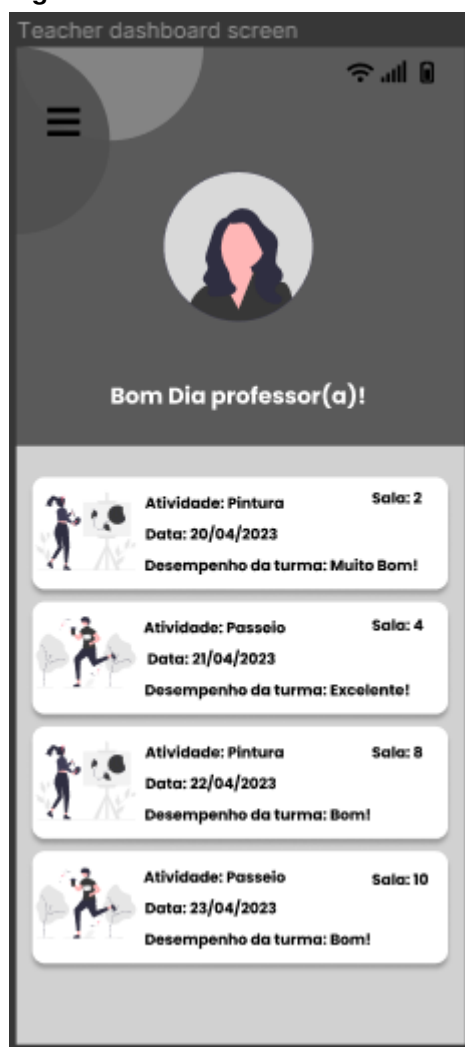 Teacher dashboard screen
Bom Dia professor(a)!
Atividade: Pintura Sala: 2
Data: 20/04/2023
Desempenho da turma: Muito Bom!
Atividade: Passeio Sala: 4
Data: 21/04/2023
Desempenho da turma: Excelente!
Atividade: Pintura Sala: 8
Data: 22/04/2023
Desempenho da turma: Bom!
Atividade: Passeio Sala: 10
Data: 23/04/2023
Desempenho da turma: Bom!